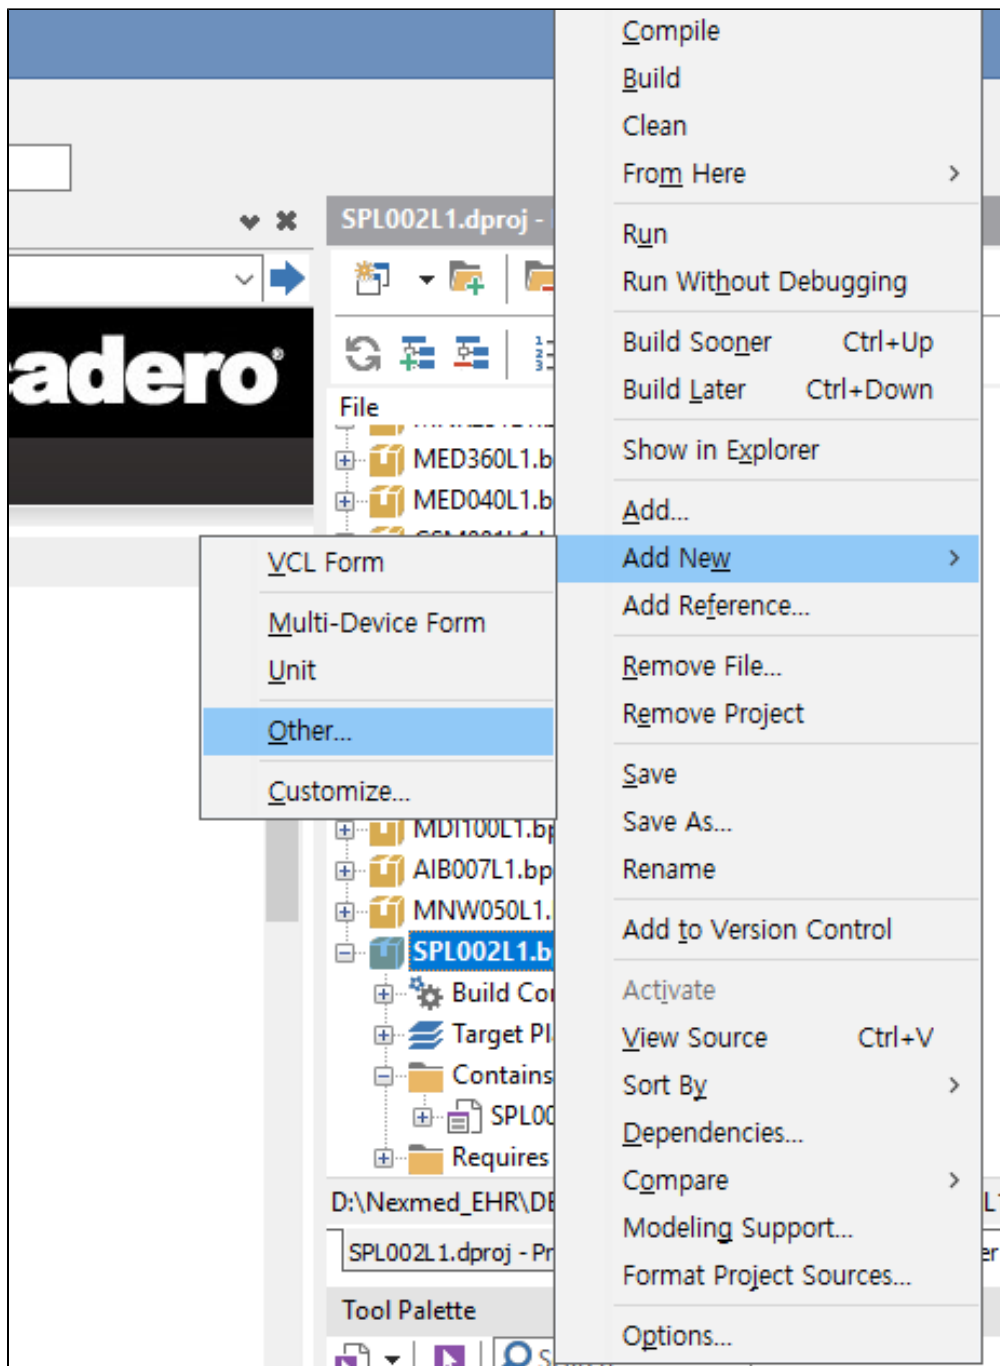 Compile
Build
Clean
From Here
SPL002L1.dproj -
Run
Run Without Debugging
Build Sooner Ctrl+Up
Build Later Ctrl+Down
adero
File
Show in Explorer
MED360L1.b
MED040L1.b
Add...
Add New
Add Reference...
VCL Form
Multi-Device Form
Unit
Other...
Customize...
Remove File...
Remove Project
Save
Save As...
Rename
MDI100L1.bp
AIB007L1.bp
MNW050L1.
SPL002L1.b
Add to Version Control
Build Co
Activate
Target Pl
View Source Ctrl+V
Contains
Sort By
SPL00
Dependencies...
Requires
Compare
D:\Nexmed_EHR\DE
Modeling Support...
SPL002L1.dproj - Pr
er
Format Project Sources...
Tool Palette
Options...